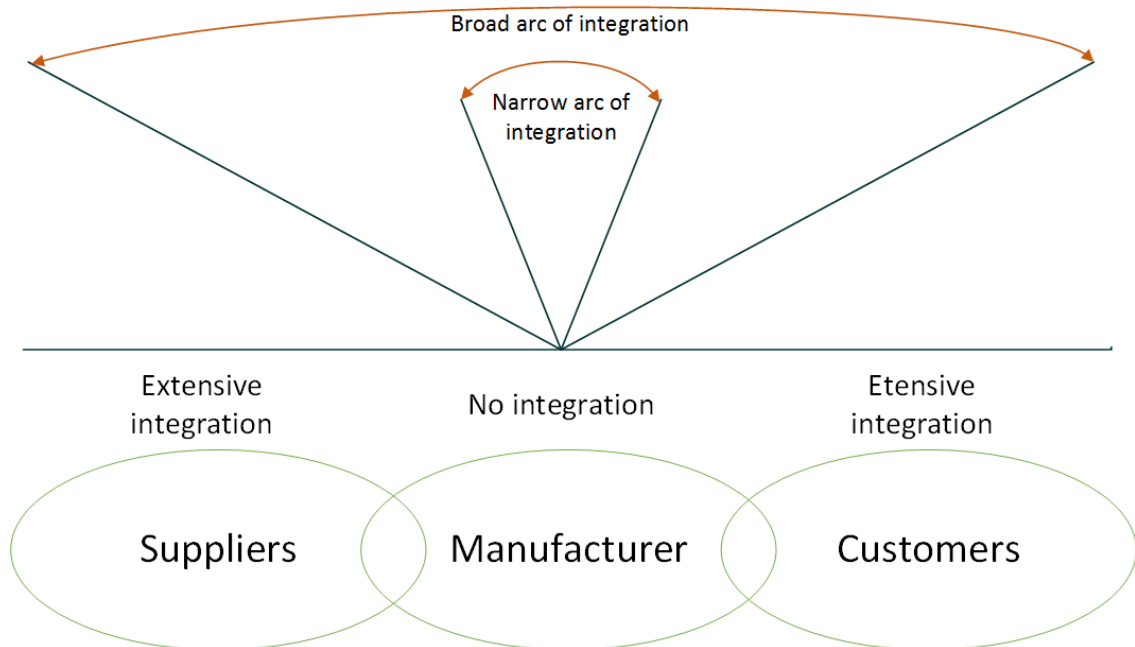 Broad arc of integration
Narrow arc of
integration
Extensive
integration
No integration
Etensive
integration
Suppliers
Manufacturer
Customers